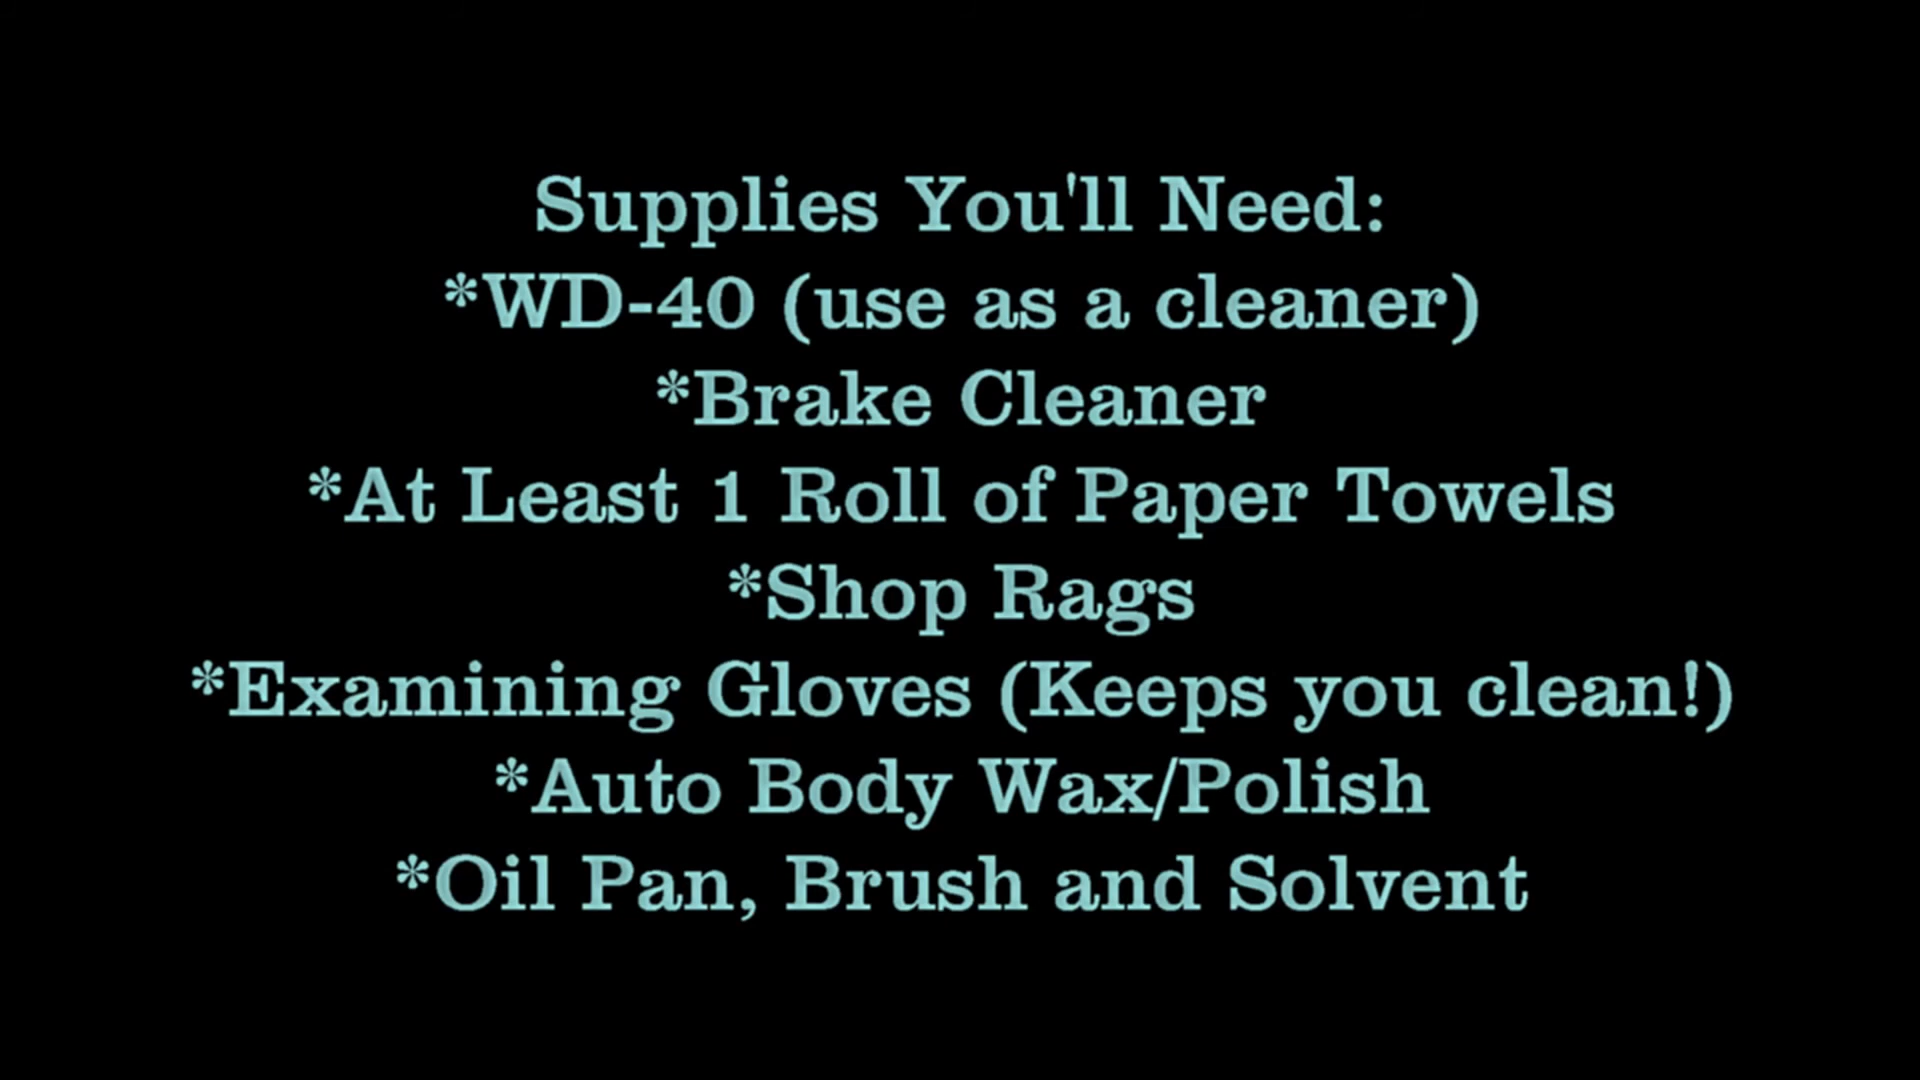 Supplies You'll Need:
*WD-40 (use as a cleaner)
*Brake Cleaner
*At Least 1 Roll of Paper Towels
*Shop Rags
*Examining Gloves (Keeps you clean!)
*Auto Body Wax/Polish
*Oil Pan, Brush and Solvent